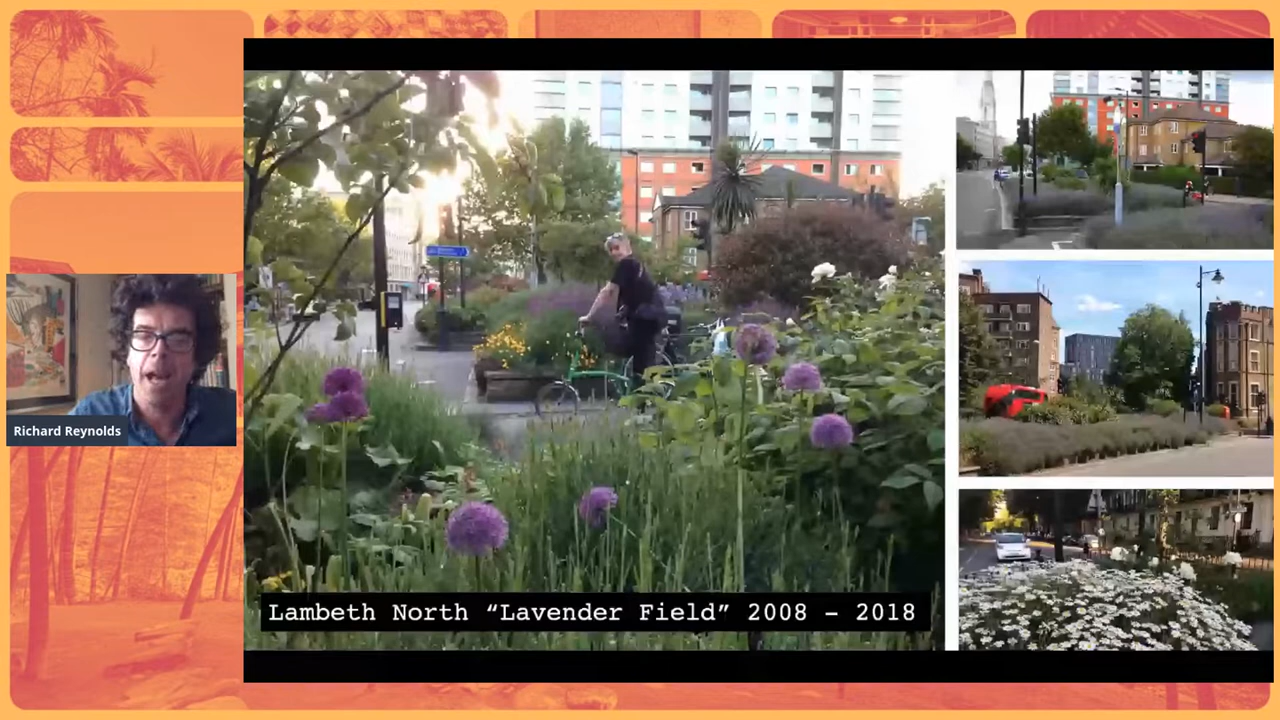 Richard Reynolds
Lambeth North “Lavender Field” 2008 – 2018